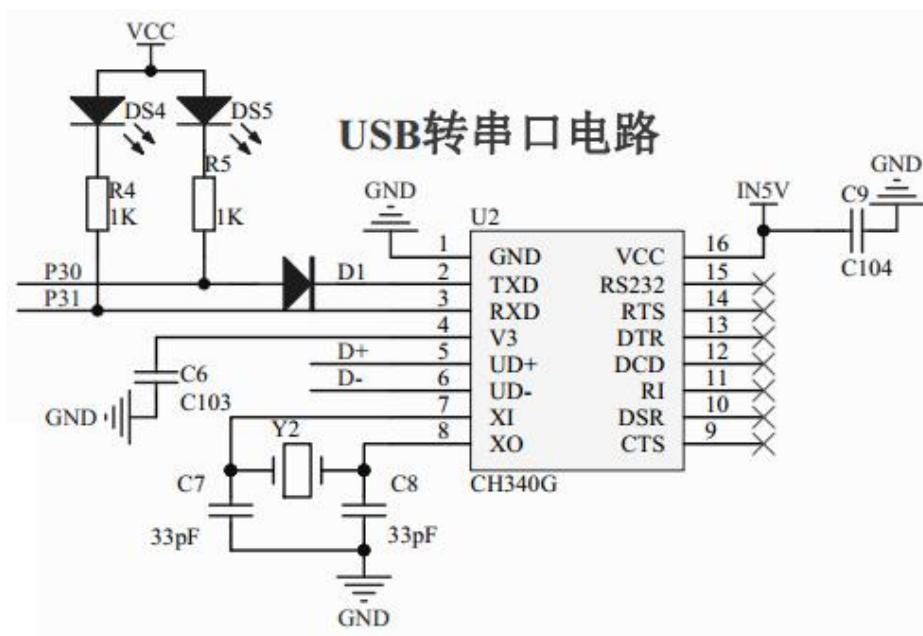 VCC
DS4
DS5
USB转串口电路
R4
1K
R5
1K
GND
U2
IN5V
C9
GND
C104
P30
P31
D1
1 GND VCC 16
2 TXD RS232 15
3 RXD RTS 14
4 V3 DTR 13
5 UD+ DCD 12
6 UD- RI 11
7 XI DSR 10
8 XO CTS 9
D+
D-
C6
C103
GND
Y2
C7
33pF
C8
33pF
CH340G
GND